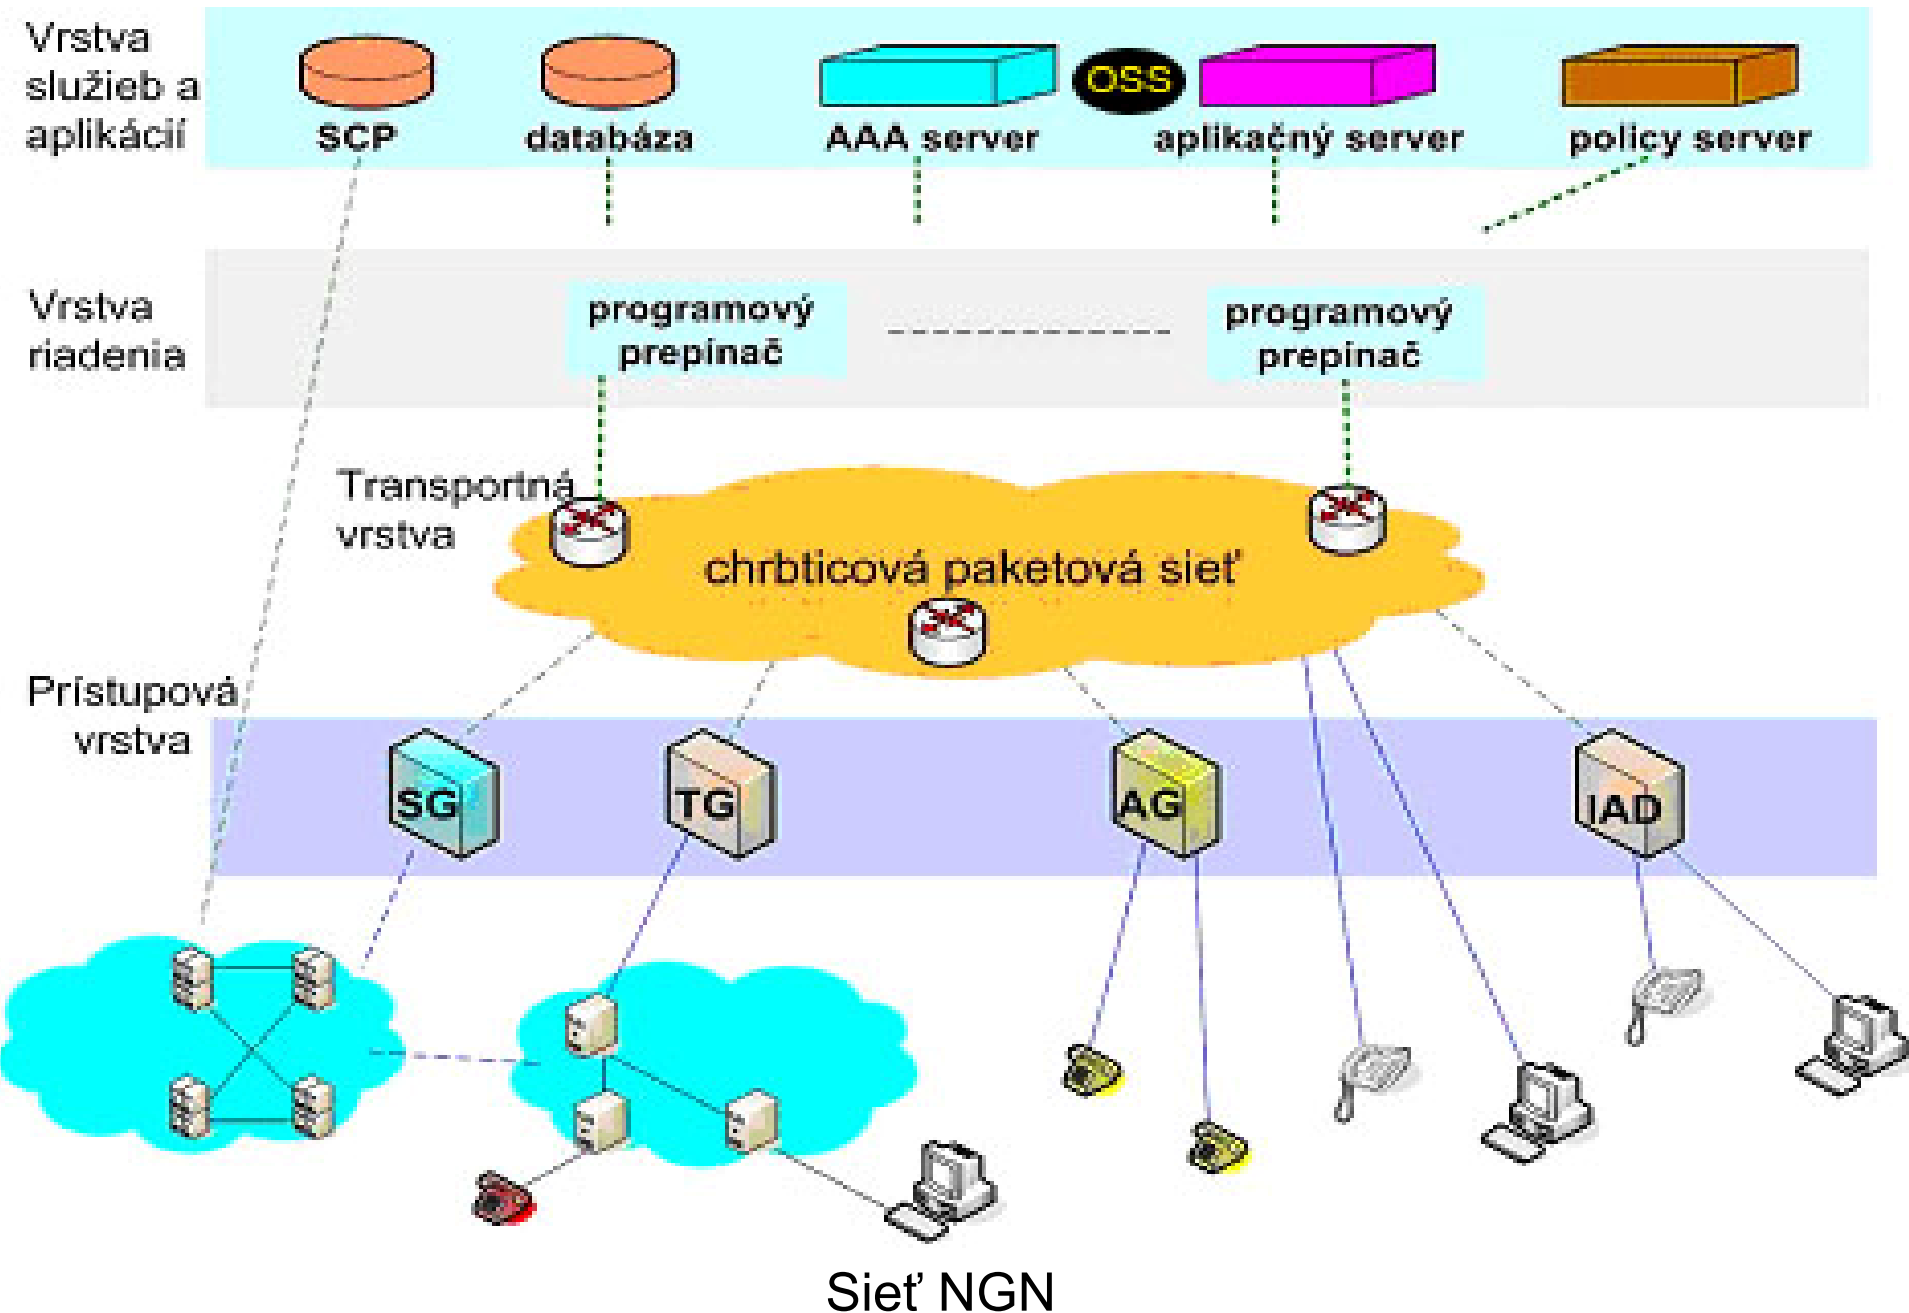 Vrstva
služieb a
aplikácií
OSS
SCP
databáza
AAA server
aplikačný server
policy server
Vrstva
riadenia
programový
prepínač
programový
prepínač
Transportná
vrstva
chrbticová paketová sieť
Prístupová
vrstva
SG
TG
AG
IAD
Sieť NGN